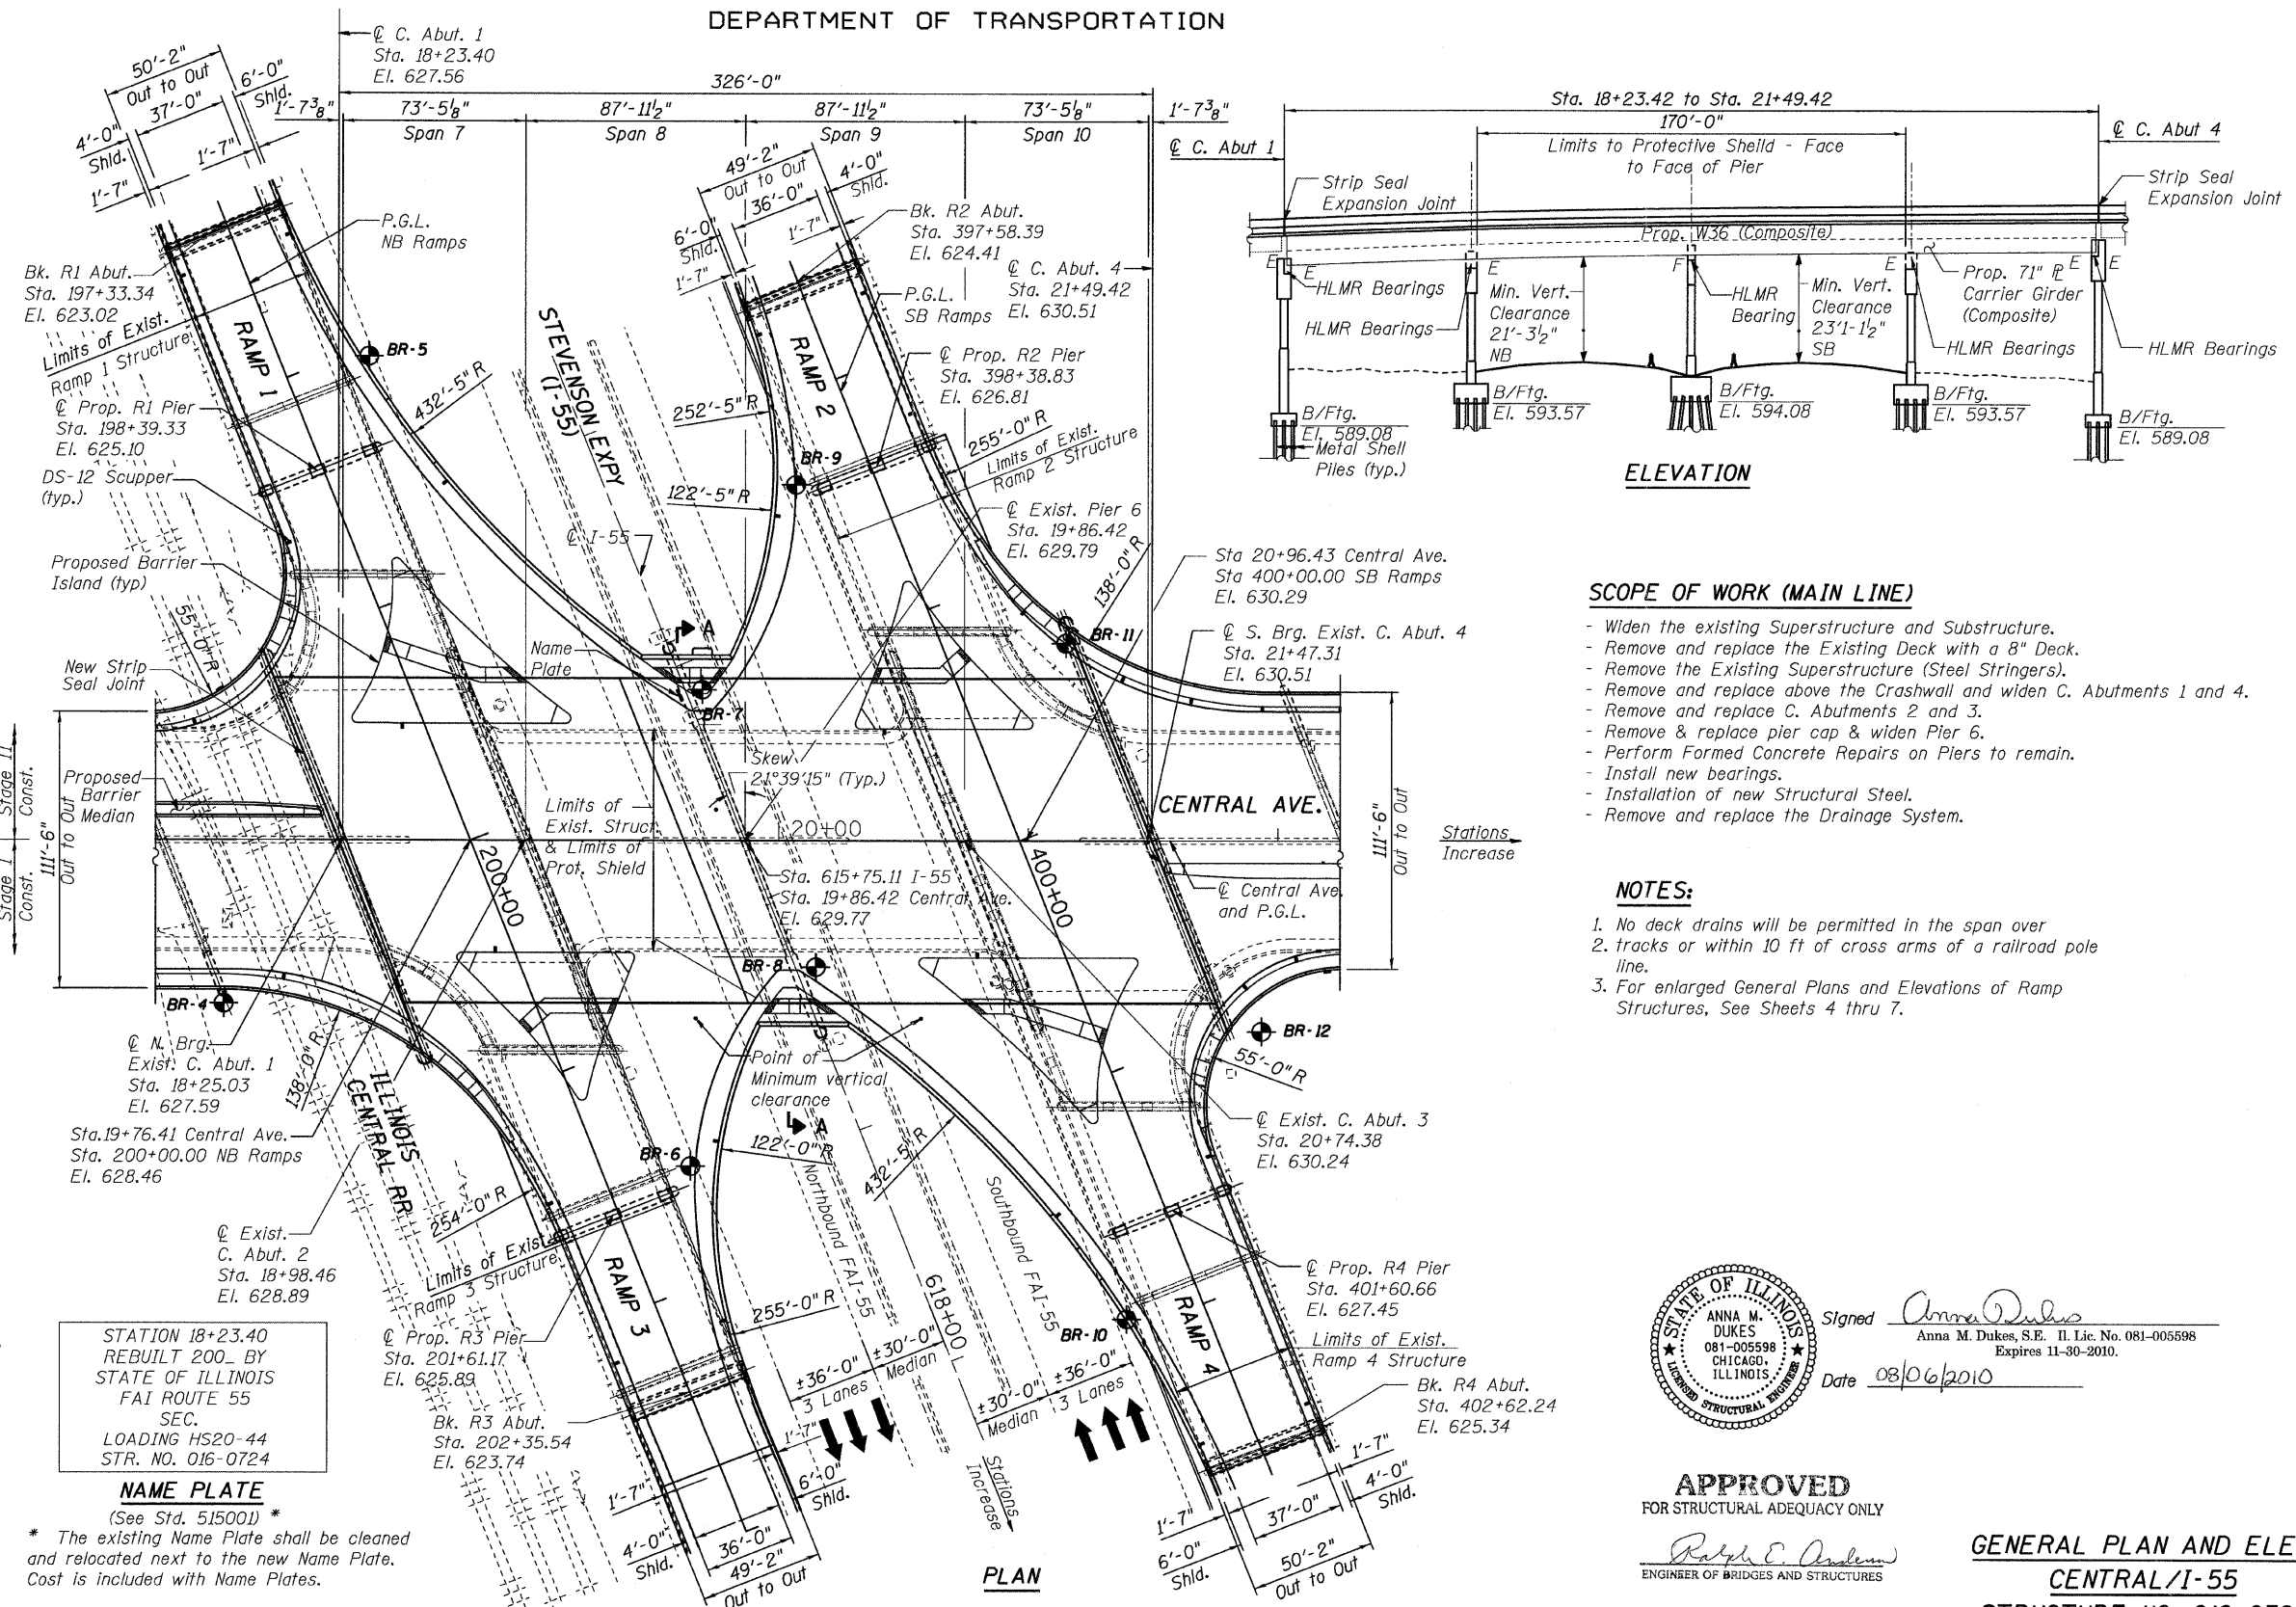 DEPARTMENT OF TRANSPORTATION
℄ C. Abut. 1
Sta. 18+23.40
El. 627.56
326'-0"
1'-7⅜"
73'-5⅛"
87'-11½"
87'-11½"
73'-5⅛"
1'-7⅜"
Span 7
Span 8
Span 9
Span 10
50'-2"
Out to Out
37'-0"
6'-0"
Shld.
4'-0"
Shld.
1'-7"
1'-7"
49'-2"
Out to Out
36'-0"
4'-0"
Shld.
6'-0"
Shld.
1'-7"
1'-7"
P.G.L.
NB Ramps
Bk. R1 Abut.
Sta. 197+33.34
El. 623.02
Limits of Exist.
Ramp 1 Structure
RAMP 1
BR-5
℄ Prop. R1 Pier
Sta. 198+39.33
El. 625.10
DS-12 Scupper
(typ.)
Proposed Barrier
Island (typ)
55'-0" R
New Strip
Seal Joint
432'-5" R
STEVENSON EXPY
(I-55)
252'-5" R
122'-5" R
℄ I-55
RAMP 2
BR-9
Bk. R2 Abut.
Sta. 397+58.39
El. 624.41
℄ C. Abut. 4
Sta. 21+49.42
El. 630.51
P.G.L.
SB Ramps
℄ Prop. R2 Pier
Sta. 398+38.83
El. 626.81
255'-0" R
Limits of Exist.
Ramp 2 Structure
℄ Exist. Pier 6
Sta. 19+86.42
El. 629.79
138'-0" R
Sta 20+96.43 Central Ave.
Sta 400+00.00 SB Ramps
El. 630.29
℄ S. Brg. Exist. C. Abut. 4
Sta. 21+47.31
El. 630.51
BR-11
A
Name
Plate
BR-7
Stage I
Const.
Stage II
Const.
111'-6"
Out to Out
Proposed
Barrier
Median
Skew
21°39'15" (Typ.)
Limits of
Exist. Struct.
& Limits of
Prot. Shield
200+00
20+00
400+00
CENTRAL AVE.
Sta. 615+75.11 I-55
Sta. 19+86.42 Central Ave.
El. 629.77
℄ Central Ave.
and P.G.L.
111'-6"
Out to Out
Stations
Increase
BR-4
BR-8
BR-12
℄ N. Brg.
Exist. C. Abut. 1
Sta. 18+25.03
El. 627.59
138'-0" R
ILLINOIS
CENTRAL RR
Sta.19+76.41 Central Ave.
Sta. 200+00.00 NB Ramps
El. 628.46
Point of
Minimum vertical
clearance
A
55'-0" R
℄ Exist. C. Abut. 3
Sta. 20+74.38
El. 630.24
BR-6
122'-0" R
432'-5" R
254'-0" R
℄ Exist.
C. Abut. 2
Sta. 18+98.46
El. 628.89
Limits of Exist.
Ramp 3 Structure
RAMP 3
Northbound FAI-55
618+00
Southbound FAI-55
255'-0" R
BR-10
RAMP 4
℄ Prop. R4 Pier
Sta. 401+60.66
El. 627.45
Limits of Exist.
Ramp 4 Structure
Bk. R4 Abut.
Sta. 402+62.24
El. 625.34
℄ Prop. R3 Pier
Sta. 201+61.17
El. 625.89
Bk. R3 Abut.
Sta. 202+35.54
El. 623.74
±36'-0"
3 Lanes
±30'-0"
Median
±30'-0"
Median
±36'-0"
3 Lanes
1'-7"
6'-0"
Shld.
1'-7"
4'-0"
Shld.
36'-0"
49'-2"
Out to Out
Stations
Increase
1'-7"
4'-0"
Shld.
1'-7"
6'-0"
Shld.
37'-0"
50'-2"
Out to Out
PLAN
STATION 18+23.40
REBUILT 200_ BY
STATE OF ILLINOIS
FAI ROUTE 55
SEC.
LOADING HS20-44
STR. NO. 016-0724
NAME PLATE
(See Std. 515001) *
* The existing Name Plate shall be cleaned
and relocated next to the new Name Plate.
Cost is included with Name Plates.
Sta. 18+23.42 to Sta. 21+49.42
170'-0"
Limits to Protective Sheild - Face
to Face of Pier
℄ C. Abut 1
℄ C. Abut 4
Strip Seal
Expansion Joint
Strip Seal
Expansion Joint
Prop. W36 (Composite)
E
E
E
F
E
E
E
HLMR Bearings
HLMR Bearings
Min. Vert.
Clearance
21'-3½"
NB
HLMR
Bearing
Min. Vert.
Clearance
23'1-1½"
SB
Prop. 71" ℙ
Carrier Girder
(Composite)
HLMR Bearings
HLMR Bearings
B/Ftg.
El. 589.08
B/Ftg.
El. 593.57
B/Ftg.
El. 594.08
B/Ftg.
El. 593.57
B/Ftg.
El. 589.08
Metal Shell
Piles (typ.)
ELEVATION
SCOPE OF WORK (MAIN LINE)
- Widen the existing Superstructure and Substructure.
- Remove and replace the Existing Deck with a 8" Deck.
- Remove the Existing Superstructure (Steel Stringers).
- Remove and replace above the Crashwall and widen C. Abutments 1 and 4.
- Remove and replace C. Abutments 2 and 3.
- Remove & replace pier cap & widen Pier 6.
- Perform Formed Concrete Repairs on Piers to remain.
- Install new bearings.
- Installation of new Structural Steel.
- Remove and replace the Drainage System.
NOTES:
1. No deck drains will be permitted in the span over
2. tracks or within 10 ft of cross arms of a railroad pole
line.
3. For enlarged General Plans and Elevations of Ramp
Structures, See Sheets 4 thru 7.
STATE OF ILLINOIS
ANNA M.
DUKES
081-005598
CHICAGO,
ILLINOIS
LICENSED STRUCTURAL ENGINEER
Signed Anna Dukes
Anna M. Dukes, S.E. Il. Lic. No. 081-005598
Expires 11-30-2010.
Date 08/06/2010
APPROVED
FOR STRUCTURAL ADEQUACY ONLY
Ralph E. Anderson
ENGINEER OF BRIDGES AND STRUCTURES
GENERAL PLAN AND ELE
CENTRAL/I-55